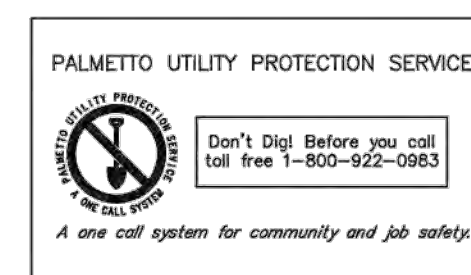 PALMETTO UTILITY PROTECTION SERVICE
PALMETTO UTILITY PROTECTION SERVICE
A ONE CALL SYSTEM
Don't Dig! Before you call
toll free 1-800-922-0983
A one call system for community and job safety.